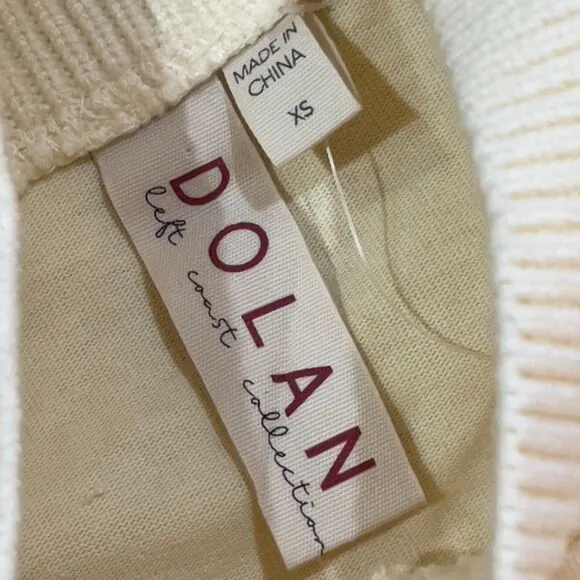 MADE IN
CHINA
XS
DOLAN
left coast collection